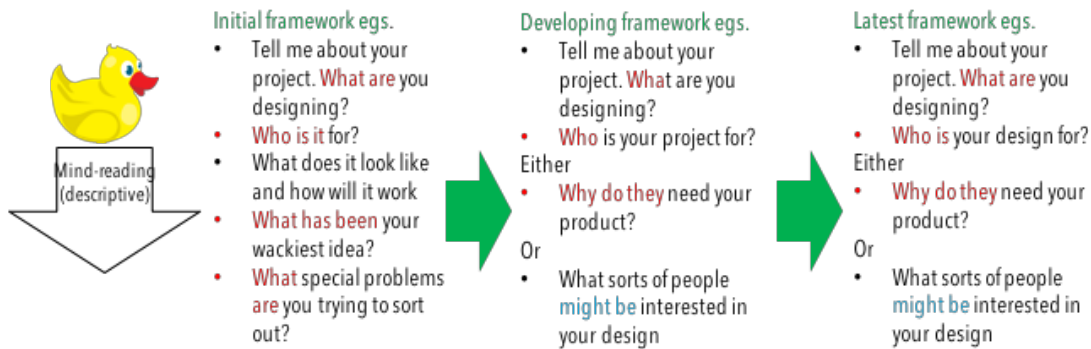 Mind-reading
(descriptive)
Initial framework egs.
• Tell me about your
project. What are you
designing?
• Who is it for?
• What does it look like
and how will it work
• What has been your
wackiest idea?
• What special problems
are you trying to sort
out?
Developing framework egs.
• Tell me about your
project. What are you
designing?
• Who is your project for?
Either
• Why do they need your
product?
Or
• What sorts of people
might be interested in
your design
Latest framework egs.
• Tell me about your
project. What are you
designing?
• Who is your design for?
Either
• Why do they need your
product?
Or
• What sorts of people
might be interested in
your design